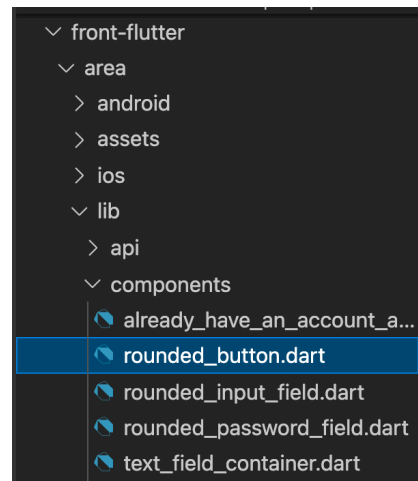 front-flutter
area
android
assets
ios
lib
api
components
already_have_an_account_a...
rounded_button.dart
rounded_input_field.dart
rounded_password_field.dart
text_field_container.dart